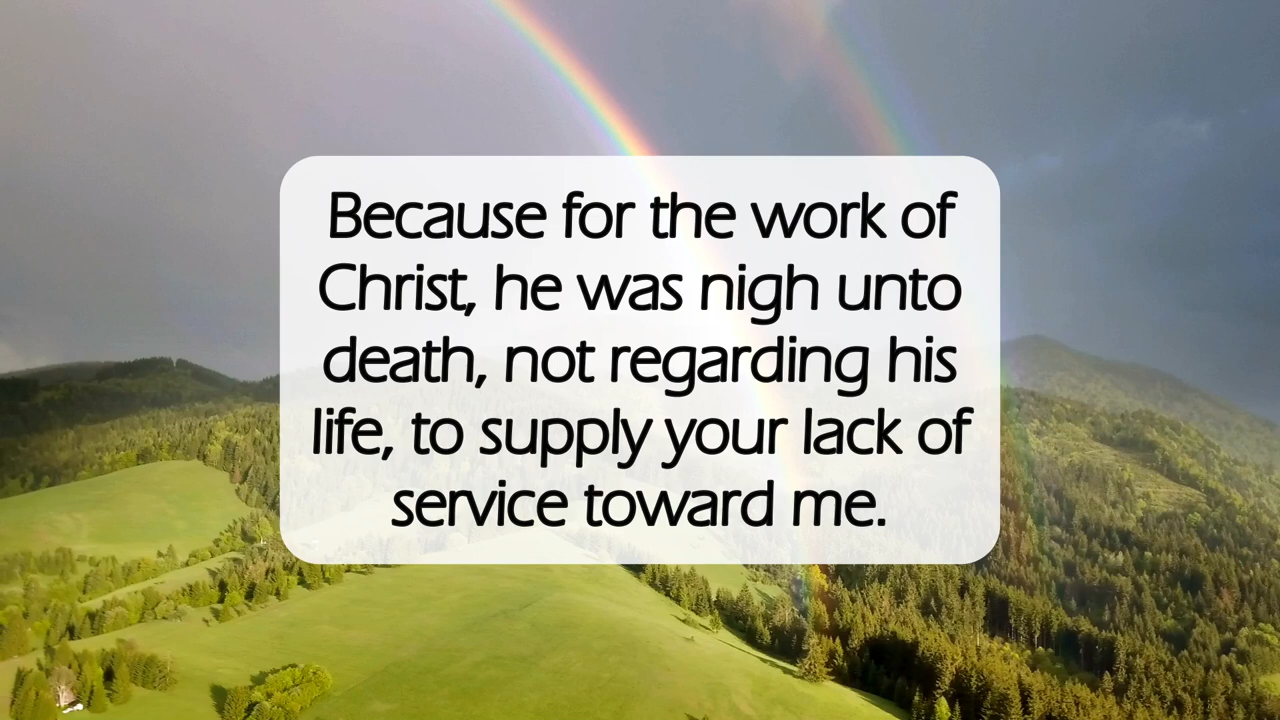 Because for the work of
Christ, he was nigh unto
death, not regarding his
life, to supply your lack of
service toward me.